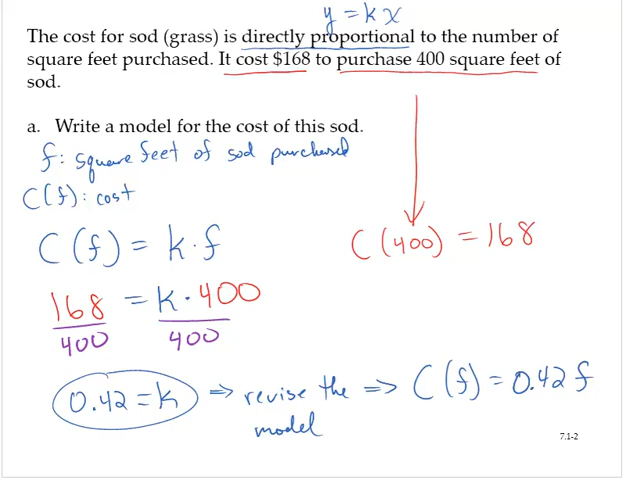 y = kx
The cost for sod (grass) is directly proportional to the number of
square feet purchased. It cost $168 to purchase 400 square feet of
sod.
a. Write a model for the cost of this sod.
f: square feet of sod purchased
C(f): cost
C(f) = k·f
C(400) = 168
168 = k·400
400 400
0.42 = k ⇒ revise the ⇒ C(f) = 0.42f
model
7.1-2